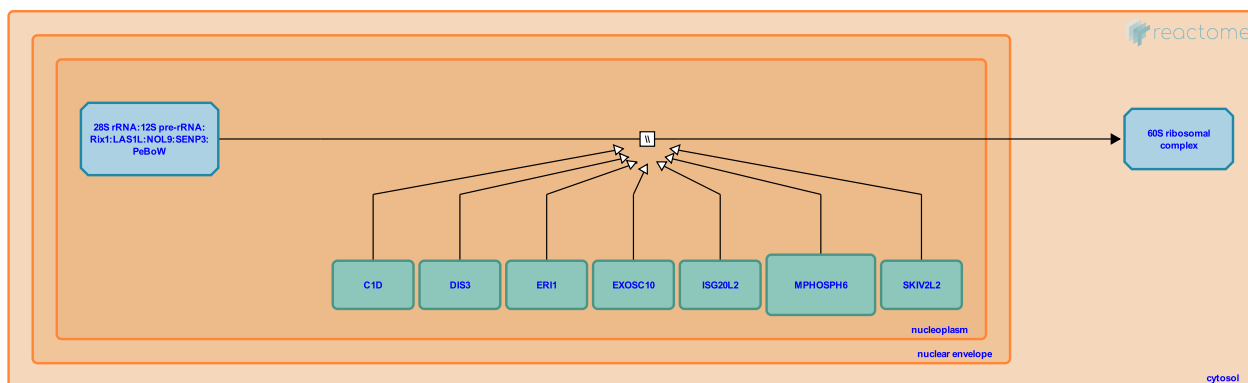 reactome
28S rRNA:12S pre-rRNA:
Rix1:LAS1L:NOL9:SENP3:
PeBoW
\\
60S ribosomal
complex
C1D
DIS3
ERI1
EXOSC10
ISG20L2
MPHOSPH6
SKIV2L2
nucleoplasm
nuclear envelope
cytosol